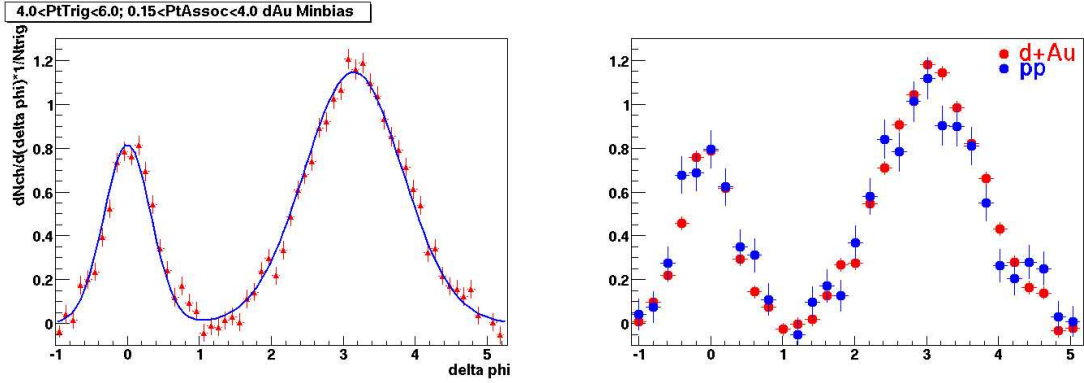 4.0<PtTrig<6.0; 0.15<PtAssoc<4.0 dAu Minbias
dNch/d(delta phi)*1/Ntrig
1.2
1
0.8
0.6
0.4
0.2
0
-1 0 1 2 3 4 5
delta phi
d+Au
pp
1.2
1
0.8
0.6
0.4
0.2
0
-1 0 1 2 3 4 5